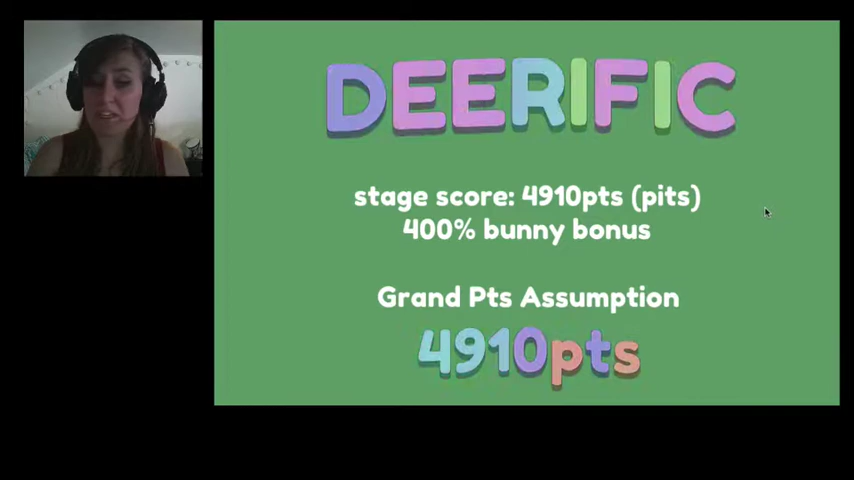 DEERIFIC
stage score: 4910pts (pits)
400% bunny bonus
Grand Pts Assumption
4910pts